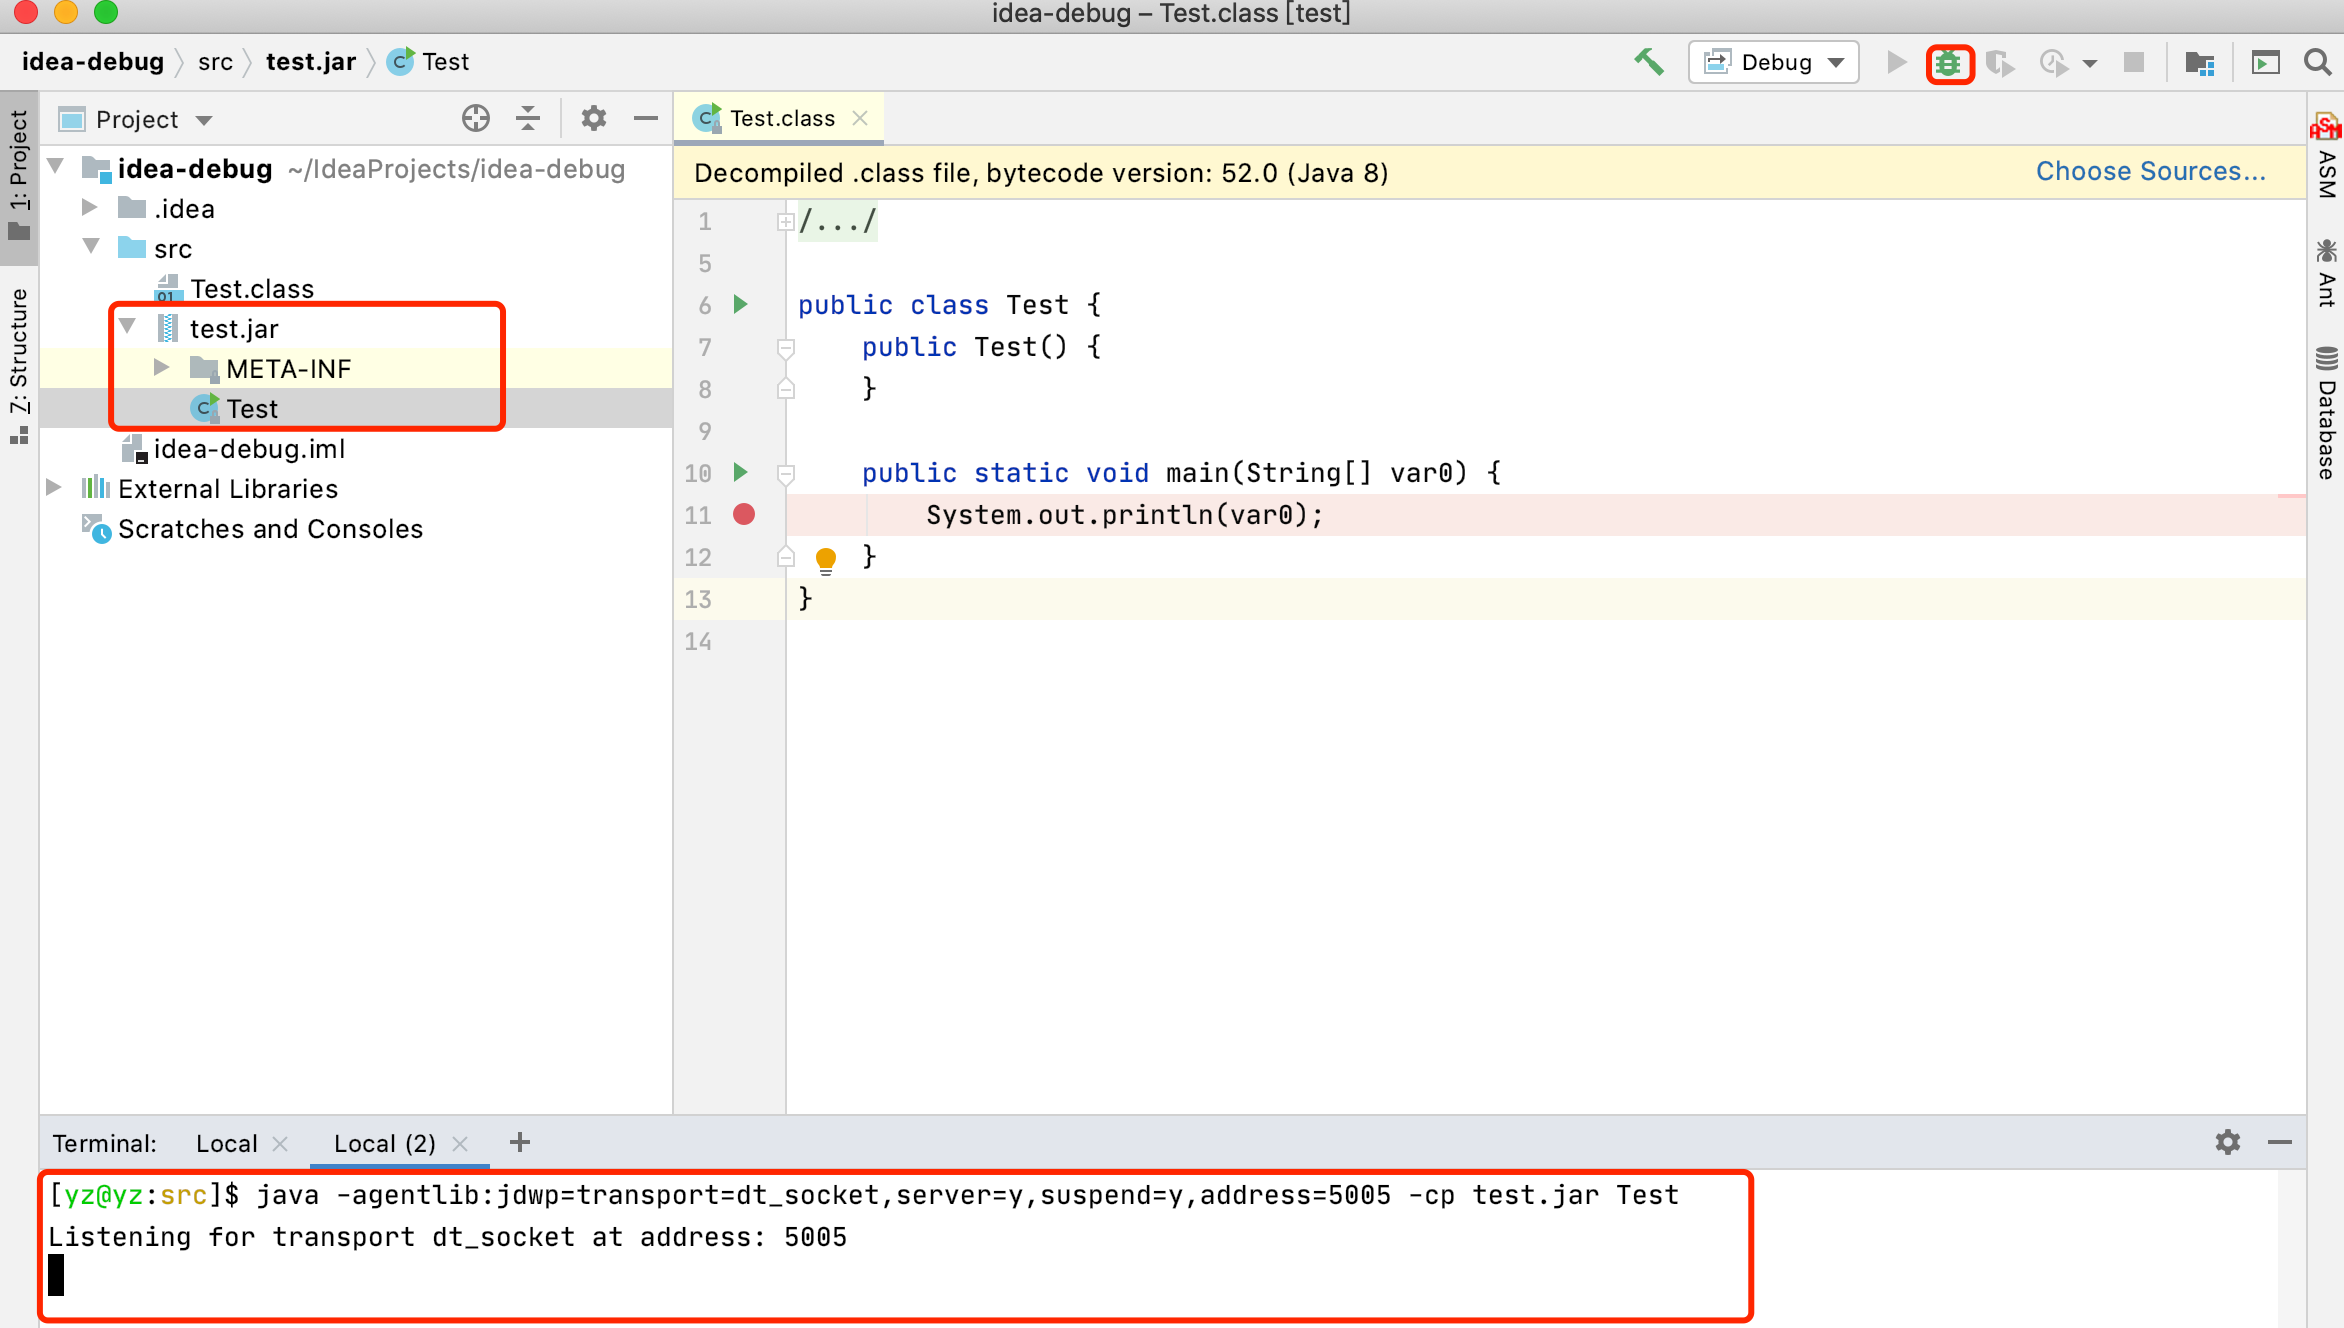 idea-debug – Test.class [test]
idea-debug src test.jar Test
Debug
Project
Test.class
1: Project
Z: Structure
idea-debug ~/IdeaProjects/idea-debug
.idea
src
Test.class
test.jar
META-INF
Test
idea-debug.iml
External Libraries
Scratches and Consoles
Decompiled .class file, bytecode version: 52.0 (Java 8)
Choose Sources...
1 /.../
5
6 public class Test {
7 public Test() {
8 }
9
10 public static void main(String[] var0) {
11 System.out.println(var0);
12 }
13 }
14
ASM
Ant
Database
Terminal: Local Local (2)
[yz@yz:src]$ java -agentlib:jdwp=transport=dt_socket,server=y,suspend=y,address=5005 -cp test.jar Test
Listening for transport dt_socket at address: 5005